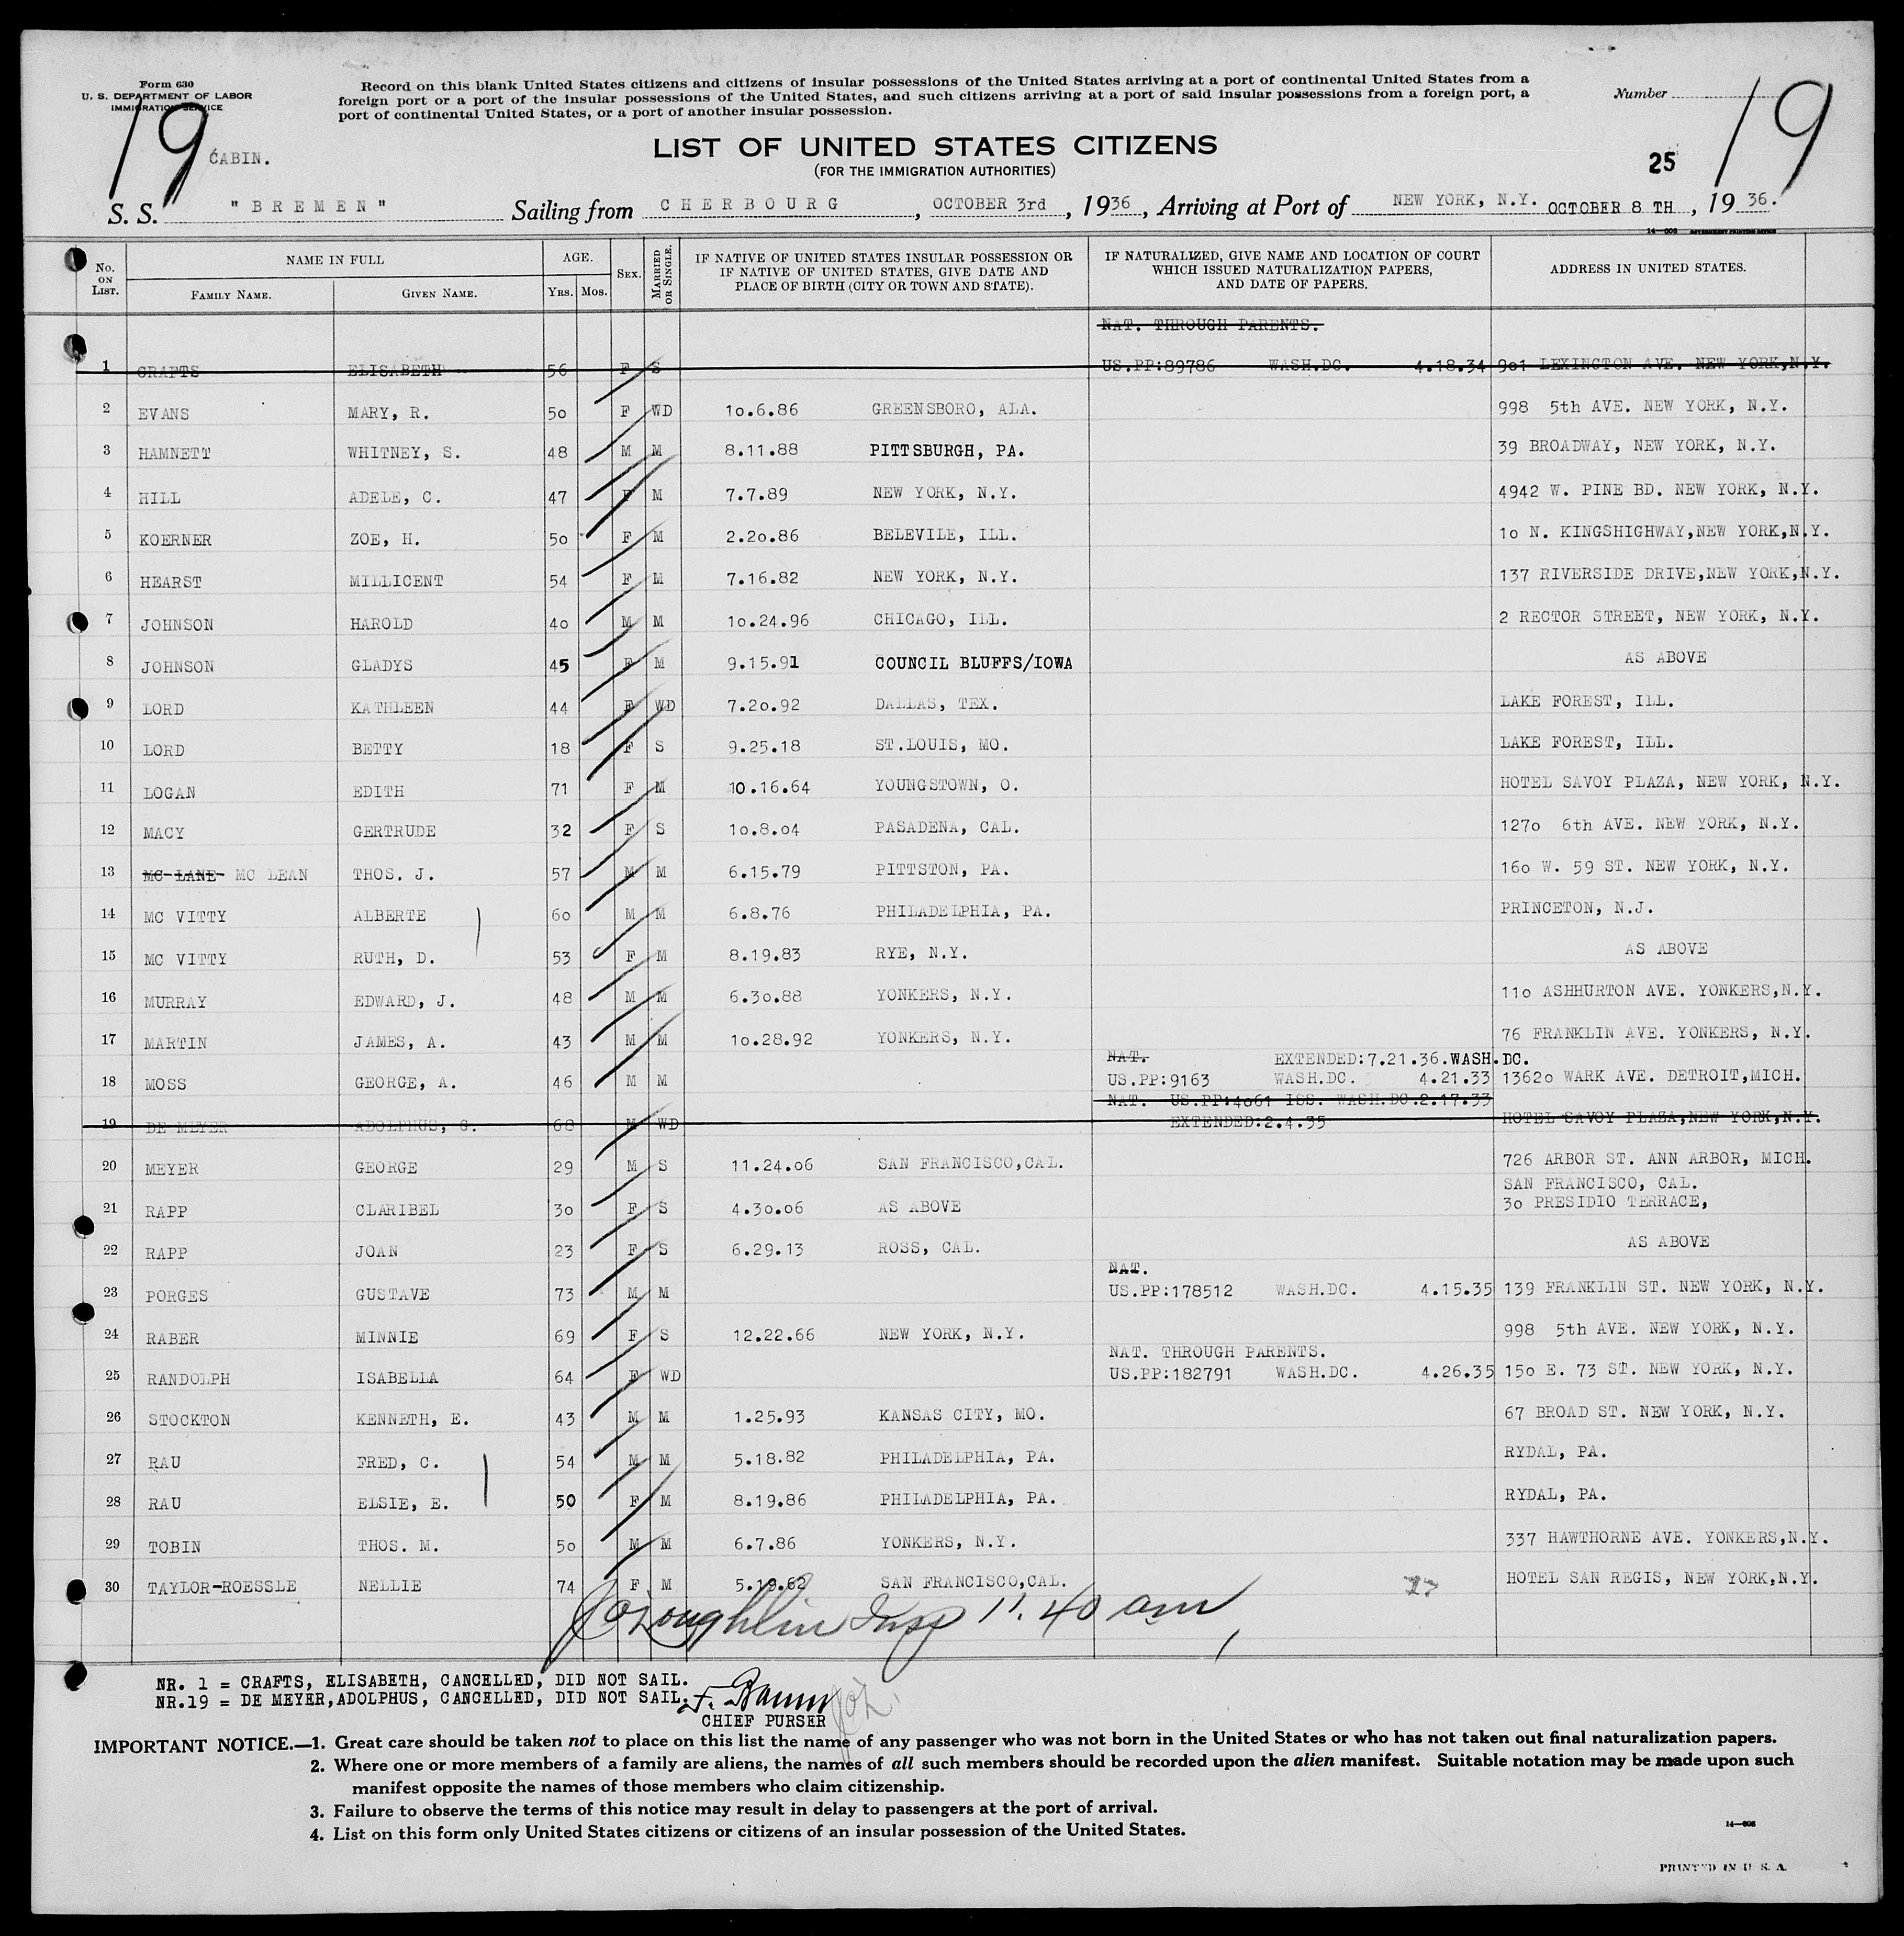 Form 630
U. S. DEPARTMENT OF LABOR
IMMIGRATION SERVICE
Record on this blank United States citizens and citizens of insular possessions of the United States arriving at a port of continental United States from a
foreign port or a port of the insular possessions of the United States, and such citizens arriving at a port of said insular possessions from a foreign port, a
port of continental United States, or a port of another insular possession.
Number
19
19
CABIN.
LIST OF UNITED STATES CITIZENS
(FOR THE IMMIGRATION AUTHORITIES)
25
S. S. "BREMEN" Sailing from CHERBOURG, OCTOBER 3rd, 1936, Arriving at Port of NEW YORK, N.Y. OCTOBER 8 TH, 1936.
14—608 GOVERNMENT PRINTING OFFICE
No. ON LIST. NAME IN FULL FAMILY NAME. GIVEN NAME. AGE. YRS. MOS. SEX. MARRIED OR SINGLE. IF NATIVE OF UNITED STATES INSULAR POSSESSION OR IF NATIVE OF UNITED STATES, GIVE DATE AND PLACE OF BIRTH (CITY OR TOWN AND STATE). IF NATURALIZED, GIVE NAME AND LOCATION OF COURT WHICH ISSUED NATURALIZATION PAPERS, AND DATE OF PAPERS. ADDRESS IN UNITED STATES.
NAT. THROUGH PARENTS.
1 CRAFTS ELISABETH 56 F S US.PP:89786 WASH.DC. 4.18.34 901 LEXINGTON AVE. NEW YORK,N.Y.
2 EVANS MARY, R. 50 F WD 10.6.86 GREENSBORO, ALA. 998 5th AVE. NEW YORK, N.Y.
3 HAMNETT WHITNEY, S. 48 M M 8.11.88 PITTSBURGH, PA. 39 BROADWAY, NEW YORK, N.Y.
4 HILL ADELE, C. 47 F M 7.7.89 NEW YORK, N.Y. 4942 W. PINE BD. NEW YORK, N.Y.
5 KOERNER ZOE, H. 50 F M 2.20.86 BELEVILE, ILL. 10 N. KINGSHIGHWAY,NEW YORK,N.Y.
6 HEARST MILLICENT 54 F M 7.16.82 NEW YORK, N.Y. 137 RIVERSIDE DRIVE,NEW YORK,N.Y.
7 JOHNSON HAROLD 40 M M 10.24.96 CHICAGO, ILL. 2 RECTOR STREET, NEW YORK, N.Y.
8 JOHNSON GLADYS 45 F M 9.15.91 COUNCIL BLUFFS/IOWA AS ABOVE
9 LORD KATHLEEN 44 F WD 7.20.92 DALLAS, TEX. LAKE FOREST, ILL.
10 LORD BETTY 18 F S 9.25.18 ST.LOUIS, MO. LAKE FOREST, ILL.
11 LOGAN EDITH 71 F M 10.16.64 YOUNGSTOWN, O. HOTEL SAVOY PLAZA, NEW YORK, N.Y.
12 MACY GERTRUDE 32 F S 10.8.04 PASADENA, CAL. 1270 6th AVE. NEW YORK, N.Y.
13 MC LANE MC LEAN THOS. J. 57 M M 6.15.79 PITTSTON, PA. 160 W. 59 ST. NEW YORK, N.Y.
14 MC VITTY ALBERTE 60 M M 6.8.76 PHILADELPHIA, PA. PRINCETON, N.J.
15 MC VITTY RUTH, D. 53 F M 8.19.83 RYE, N.Y. AS ABOVE
16 MURRAY EDWARD, J. 48 M M 6.30.88 YONKERS, N.Y. 110 ASHHURTON AVE. YONKERS,N.Y.
17 MARTIN JAMES, A. 43 M M 10.28.92 YONKERS, N.Y. 76 FRANKLIN AVE. YONKERS, N.Y.
NAT. EXTENDED:7.21.36.WASH.DC.
18 MOSS GEORGE, A. 46 M M US.PP:9163 WASH.DC. 4.21.33 13620 WARK AVE. DETROIT,MICH.
NAT. US.PP:4061 ISS. WASH.DC.2.17.33
19 DE MEYER ADOLPHUS, G. 68 M WD EXTENDED:2.4.35 HOTEL SAVOY PLAZA,NEW YORK,N.Y.
20 MEYER GEORGE 29 M S 11.24.06 SAN FRANCISCO,CAL. 726 ARBOR ST. ANN ARBOR, MICH.
SAN FRANCISCO, CAL.
21 RAPP CLARIBEL 30 F S 4.30.06 AS ABOVE 30 PRESIDIO TERRACE,
22 RAPP JOAN 23 F S 6.29.13 ROSS, CAL. AS ABOVE
NAT.
23 PORGES GUSTAVE 73 M M US.PP:178512 WASH.DC. 4.15.35 139 FRANKLIN ST. NEW YORK, N.Y.
24 RABER MINNIE 69 F S 12.22.66 NEW YORK, N.Y. 998 5th AVE. NEW YORK, N.Y.
NAT. THROUGH PARENTS.
25 RANDOLPH ISABELLA 64 F WD US.PP:182791 WASH.DC. 4.26.35 150 E. 73 ST. NEW YORK, N.Y.
26 STOCKTON KENNETH, E. 43 M M 1.25.93 KANSAS CITY, MO. 67 BROAD ST. NEW YORK, N.Y.
27 RAU FRED, C. 54 M M 5.18.82 PHILADELPHIA, PA. RYDAL, PA.
28 RAU ELSIE, E. 50 F M 8.19.86 PHILADELPHIA, PA. RYDAL, PA.
29 TOBIN THOS. M. 50 M M 6.7.86 YONKERS, N.Y. 337 HAWTHORNE AVE. YONKERS,N.Y.
30 TAYLOR-ROESSLE NELLIE 74 F M 5.19.62 SAN FRANCISCO,CAL. HOTEL SAN REGIS, NEW YORK,N.Y.
O'Loughlin Insp 11.40 am
NR. 1 = CRAFTS, ELISABETH, CANCELLED, DID NOT SAIL.
NR.19 = DE MEYER,ADOLPHUS, CANCELLED, DID NOT SAIL.
CHIEF PURSER
IMPORTANT NOTICE.—1. Great care should be taken not to place on this list the name of any passenger who was not born in the United States or who has not taken out final naturalization papers.
2. Where one or more members of a family are aliens, the names of all such members should be recorded upon the alien manifest. Suitable notation may be made upon such
manifest opposite the names of those members who claim citizenship.
3. Failure to observe the terms of this notice may result in delay to passengers at the port of arrival.
4. List on this form only United States citizens or citizens of an insular possession of the United States.
14—608
PRINTED IN U. S. A.